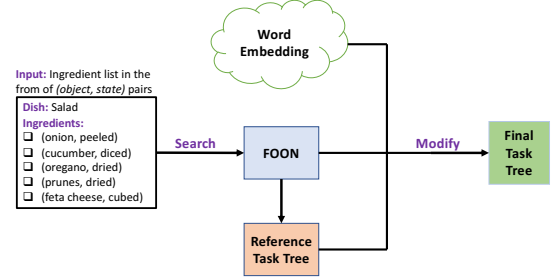 Word
Embedding
Input: Ingredient list in the
from of (object, state) pairs
Dish: Salad
Ingredients:
(onion, peeled)
(cucumber, diced)
(oregano, dried)
(prunes, dried)
(feta cheese, cubed)
Search
FOON
Modify
Final
Task
Tree
Reference
Task Tree